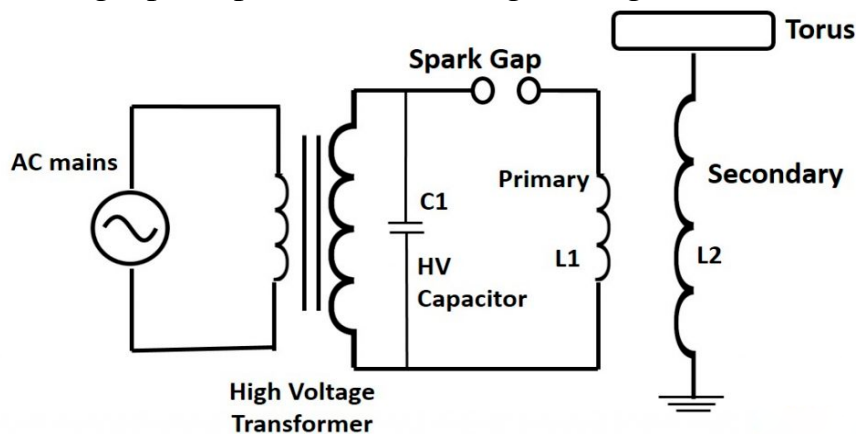 Torus
Spark Gap
AC mains
Primary
Secondary
C1
L1
L2
HV
Capacitor
High Voltage
Transformer